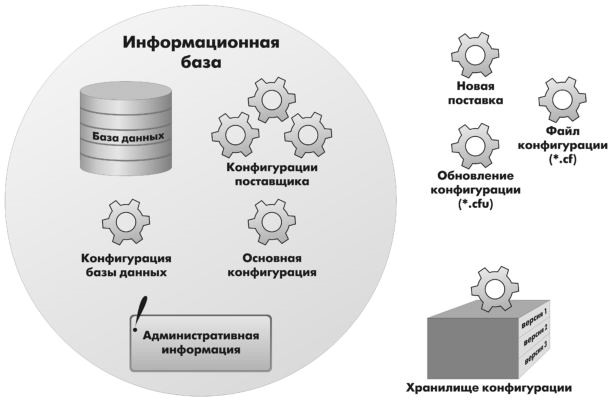 Информационная
база
База данных
Конфигурации
поставщика
Конфигурация
базы данных
Основная
конфигурация
Административная
информация
Новая
поставка
Файл
конфигурации
(*.cf)
Обновление
конфигурации
(*.cfu)
версия 1
версия 2
версия 3
Хранилище конфигурации